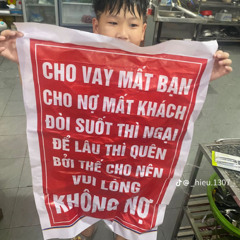 CHO VAY MẤT BẠN
CHO NỢ MẤT KHÁCH
ĐÒI SUỐT THÌ NGẠI
ĐỂ LÂU THÌ QUÊN
BỞI THẾ CHO NÊN
VUI LÒNG
KHÔNG NỢ
@_hieu.1301